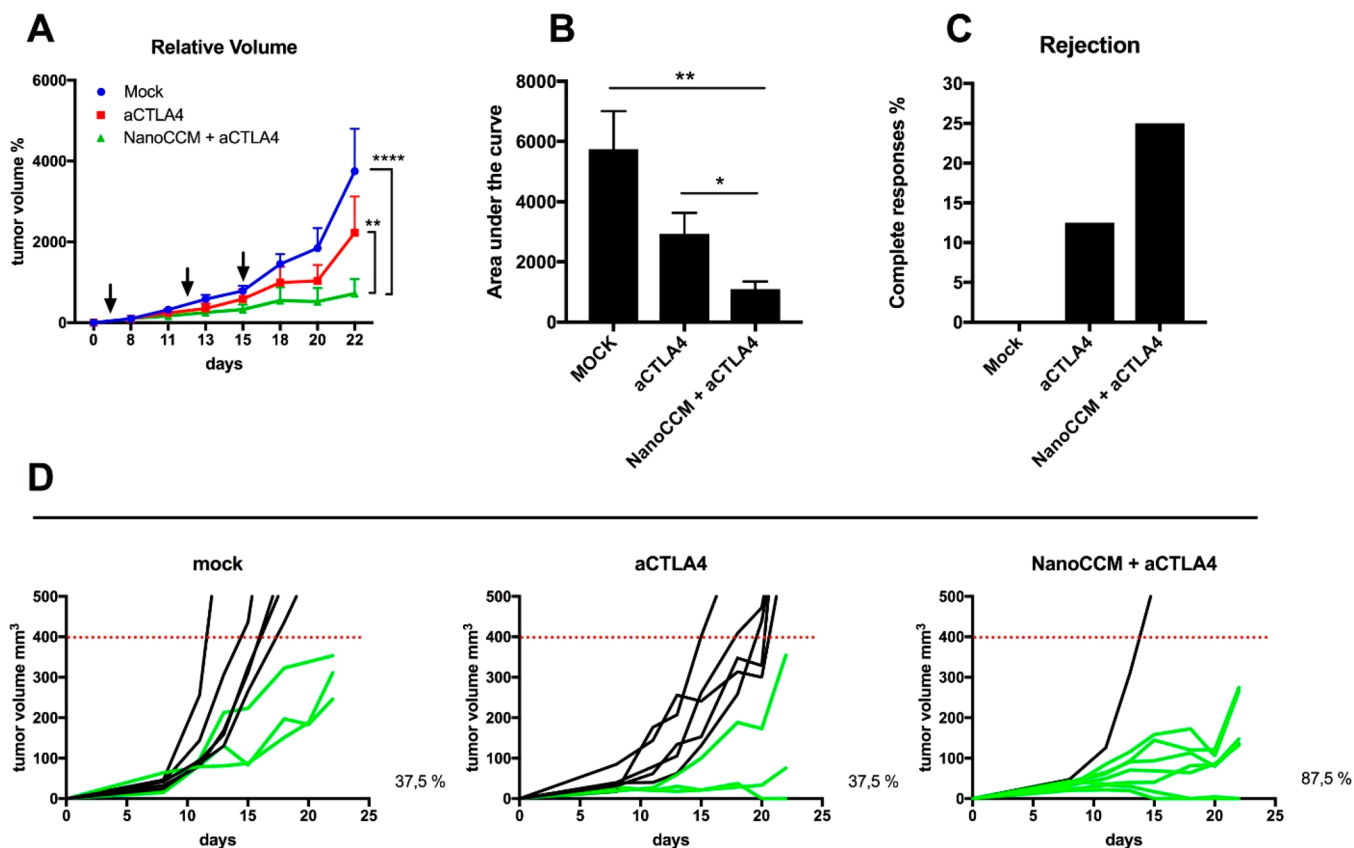 A
Relative Volume
6000
4000
2000
0
tumor volume %
Mock
aCTLA4
NanoCCM + aCTLA4
****
**
0 8 11 13 15 18 20 22
days
B
8000
6000
4000
2000
0
Area under the curve
**
*
MOCK
aCTLA4
NanoCCM + aCTLA4
C
Rejection
30
25
20
15
10
5
0
Complete responses %
Mock
aCTLA4
NanoCCM + aCTLA4
D
mock
500
400
300
200
100
0
tumor volume mm³
0 5 10 15 20 25
days
37,5 %
aCTLA4
500
400
300
200
100
0
tumor volume mm³
0 5 10 15 20 25
days
37,5 %
NanoCCM + aCTLA4
500
400
300
200
100
0
tumor volume mm³
0 5 10 15 20 25
days
87,5 %